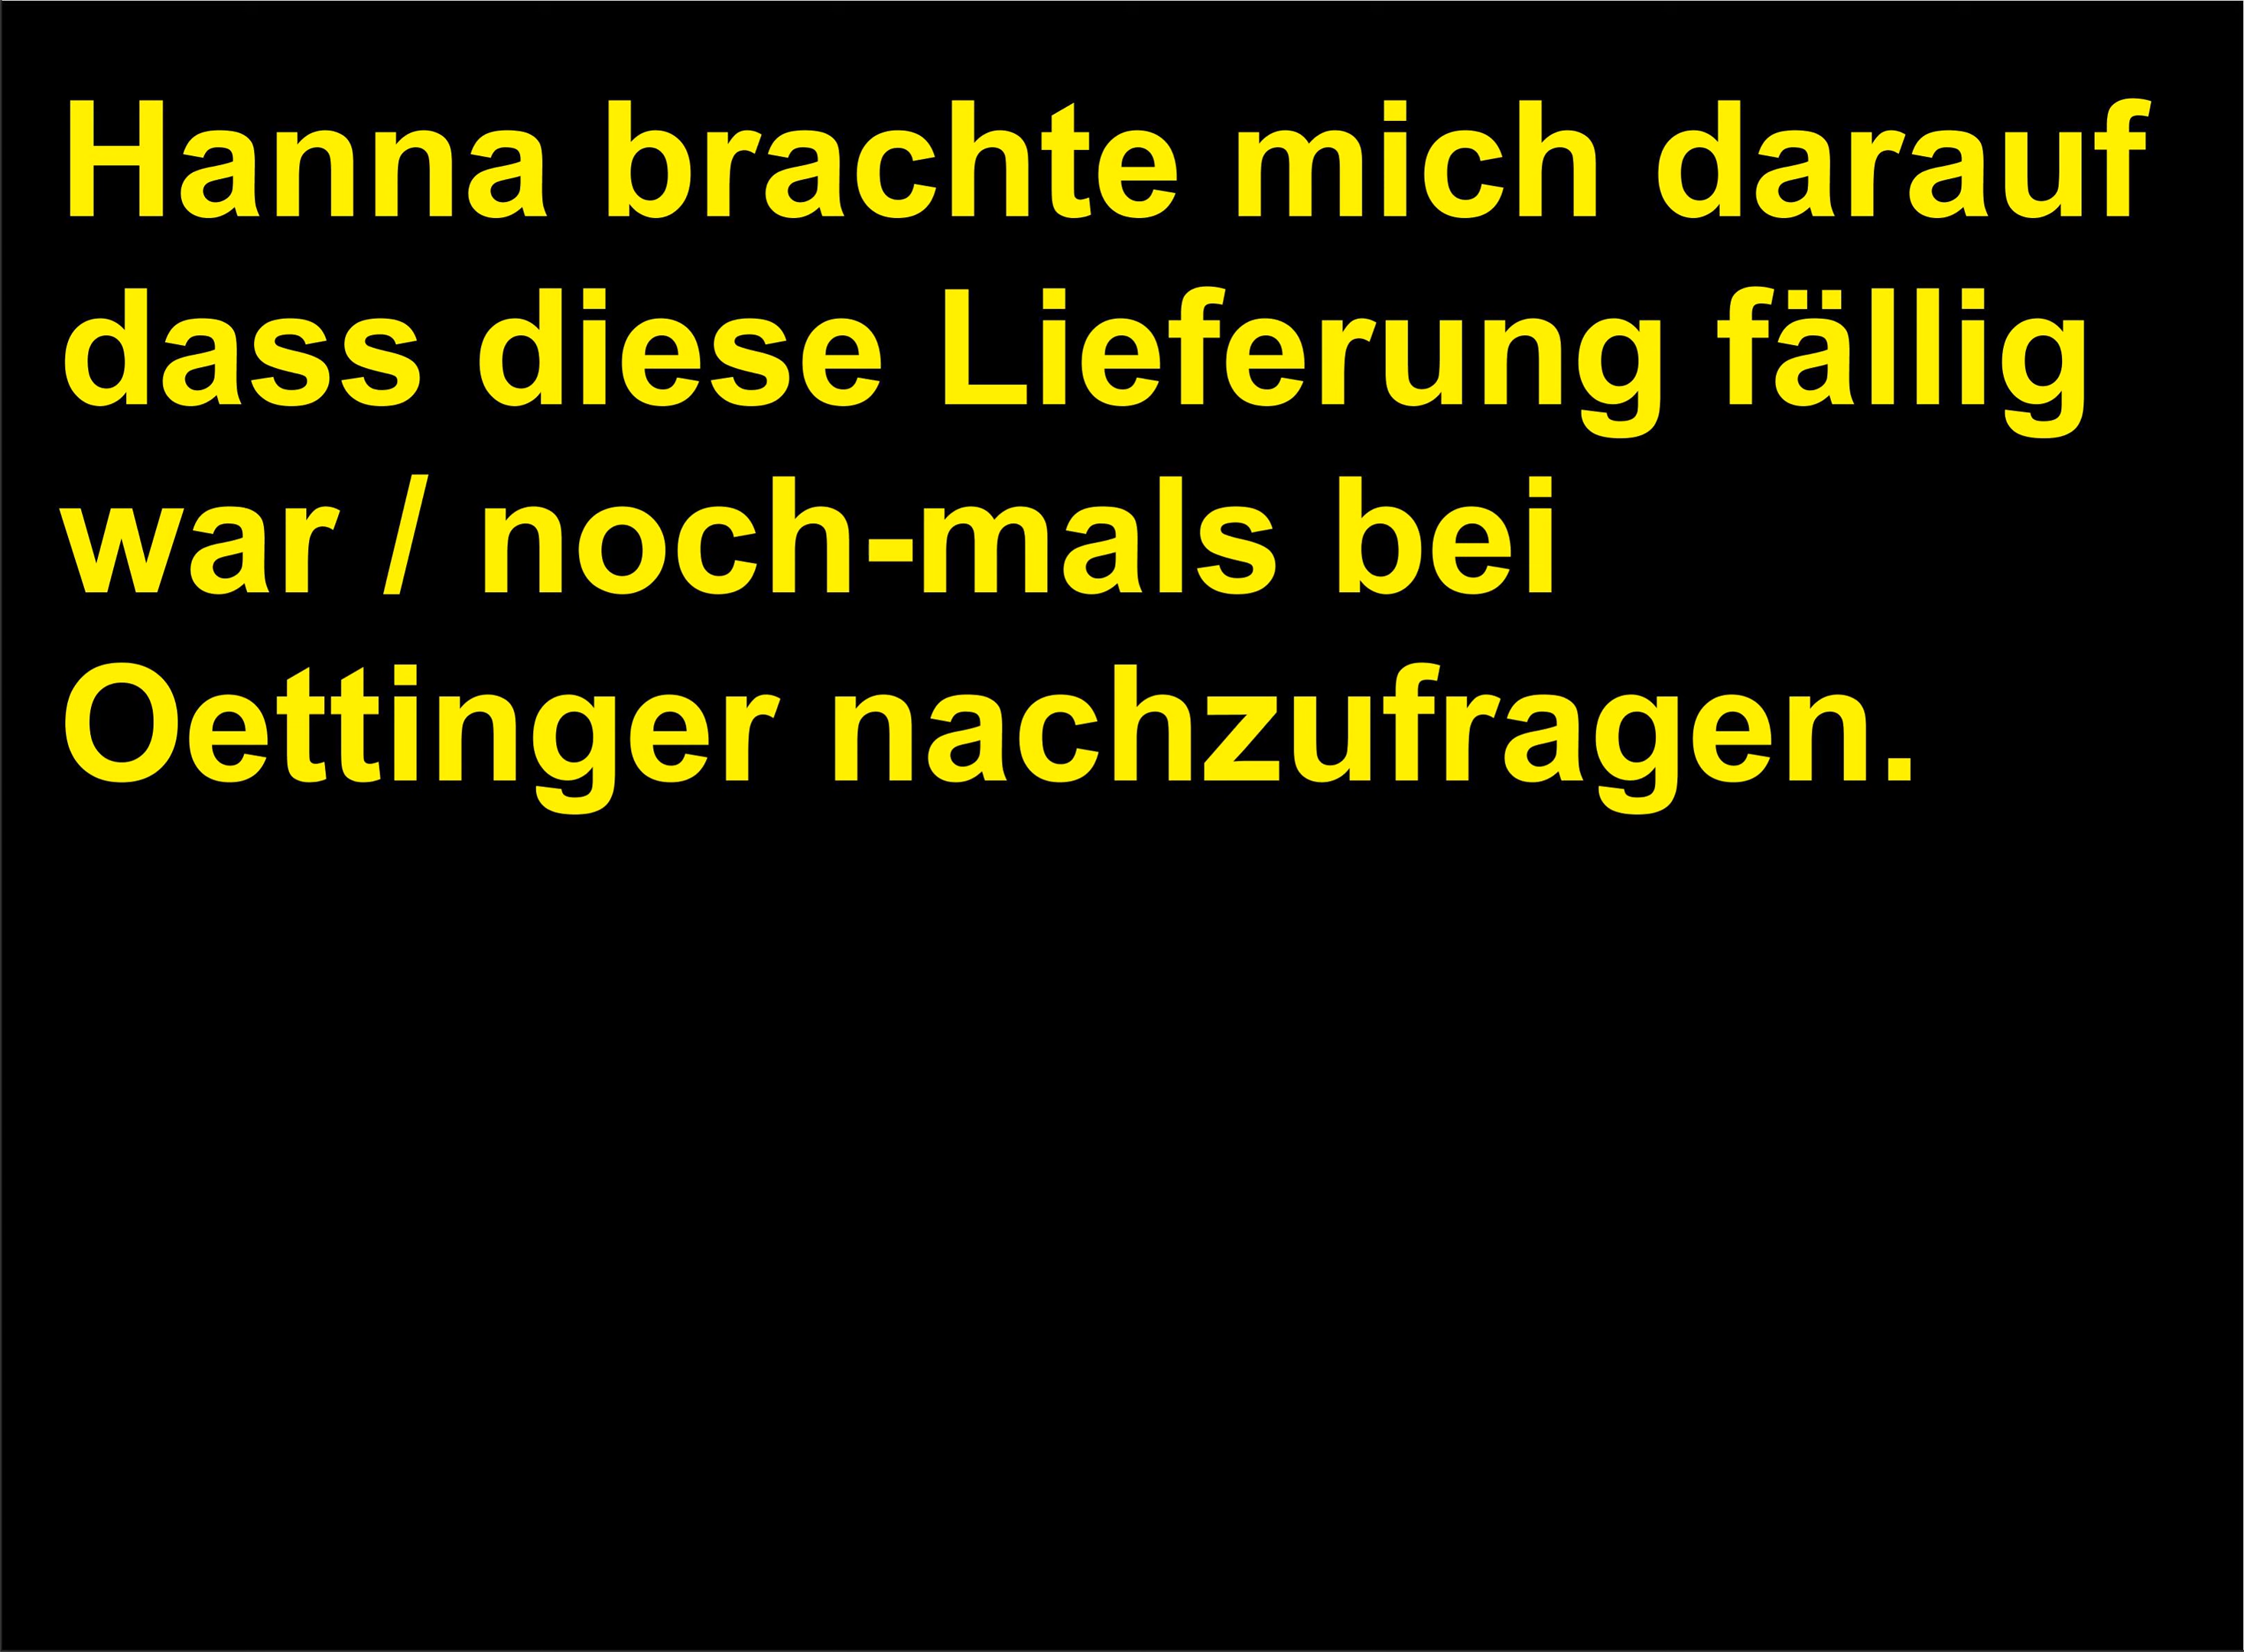 Hanna brachte mich darauf
dass diese Lieferung fällig
war / noch-mals bei
Oettinger nachzufragen.